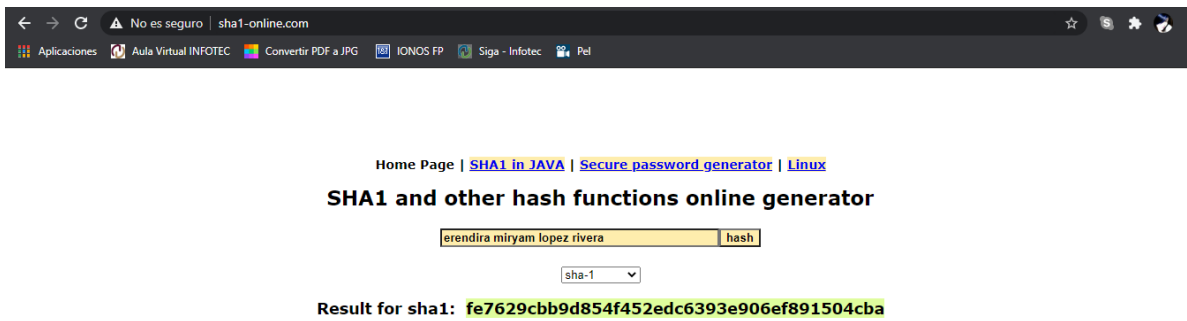 No es seguro | sha1-online.com
Aplicaciones Aula Virtual INFOTEC Convertir PDF a JPG IONOS FP Siga - Infotec Pel
Home Page | SHA1 in JAVA | Secure password generator | Linux
SHA1 and other hash functions online generator
erendira miryam lopez rivera hash
sha-1
Result for sha1: fe7629cbb9d854f452edc6393e906ef891504cba